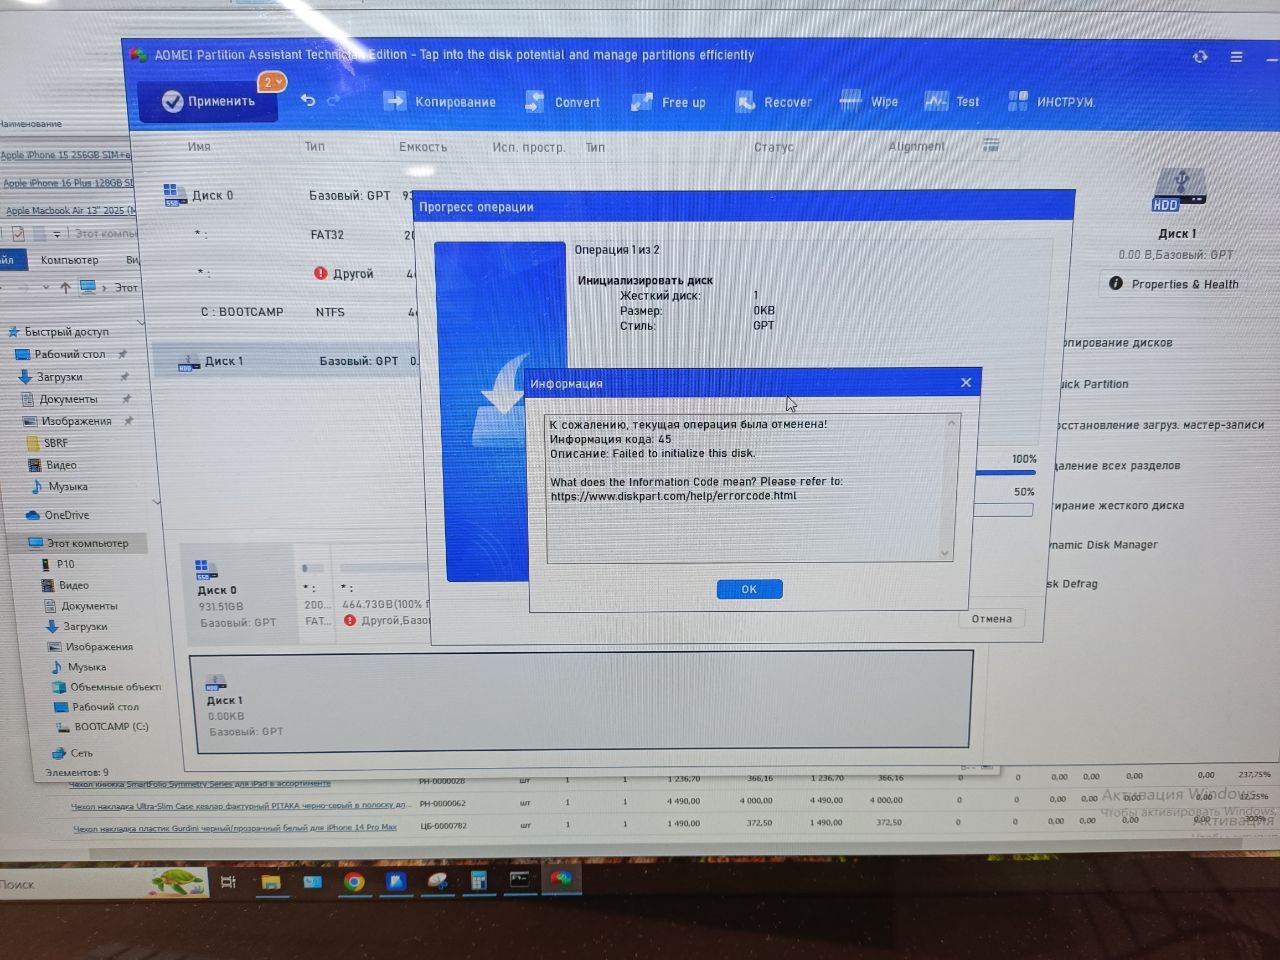 AOMEI Partition Assistant Technician Edition - Tap into the disk potential and manage partitions efficiently
2
Применить
Копирование
Convert
Free up
Recover
Wipe
Test
ИНСТРУМ.
Наименование
Имя
Тип
Емкость
Исп. простр.
Тип
Статус
Alignment
Apple iPhone 15 256GB SIM+e
Apple iPhone 16 Plus 128GB SI
Apple Macbook Air 13" 2025 (M
Этот компь
Компьютер
Ви
Этот
Быстрый доступ
Рабочий стол
Загрузки
Документы
Изображения
SBRF
Видео
Музыка
OneDrive
Этот компьютер
P10
Видео
Документы
Загрузки
Изображения
Музыка
Объемные объект
Рабочий стол
BOOTCAMP (C:)
Сеть
Элементов: 9
Диск 0
Базовый: GPT
93
* :
FAT32
20
* :
Другой
4
C : BOOTCAMP
NTFS
4
Диск 1
Базовый: GPT
0.
Прогресс операции
Операция 1 из 2
Инициализировать диск
Жесткий диск:
1
Размер:
0KB
Стиль:
GPT
100%
50%
Отмена
Информация
К сожалению, текущая операция была отменена!
Информация кода: 45
Описание: Failed to initialize this disk.
What does the Information Code mean? Please refer to:
https://www.diskpart.com/help/errorcode.html
OK
HDD
Диск 1
0.00 B,Базовый: GPT
Properties & Health
опирование дисков
uick Partition
осстановление загруз. мастер-записи
даление всех разделов
тирание жесткого диска
ynamic Disk Manager
sk Defrag
Диск 0
931.51GB
Базовый: GPT
* :
200...
FAT...
* :
464.73GB(100% f
Другой,Базо
HDD
Диск 1
0.00KB
Базовый: GPT
Чехол книжка SmartFolio Symmetry Series для iPad в ассортименте
РН-0000028
шт
1
1
1 236,70
366,16
1 236,70
366,16
0
0
0,00
0,00
0,00
0,00
237,75%
Чехол накладка Ultra-Slim Case кевлар фактурный PITAKA черно-серый в полоску дл...
РН-0000062
шт
1
1
4 490,00
4 000,00
4 490,00
4 000,00
0
0
0,00
0,00
0,00
0,00
12,25%
Чехол накладка пластик Gurdini черный/прозрачный белый для iPhone 14 Pro Max
ЦБ-0000782
шт
1
1
1 490,00
372,50
1 490,00
372,50
0
0
0,00
0,00
0,00
0,00
300%
Активация Windows
Чтобы активировать Windows,
Активация
Поиск